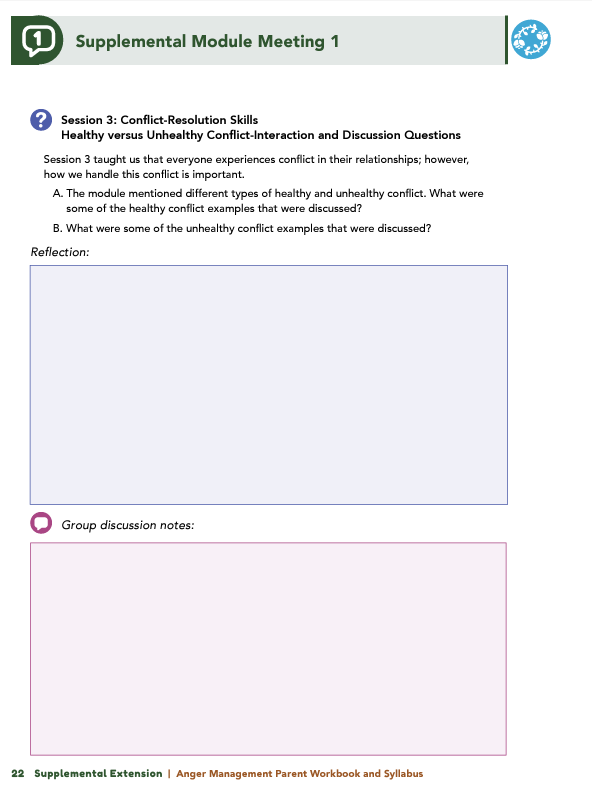 1
Supplemental Module Meeting 1
?
Session 3: Conflict-Resolution Skills
Healthy versus Unhealthy Conflict-Interaction and Discussion Questions
Session 3 taught us that everyone experiences conflict in their relationships; however,
how we handle this conflict is important.
A. The module mentioned different types of healthy and unhealthy conflict. What were
some of the healthy conflict examples that were discussed?
B. What were some of the unhealthy conflict examples that were discussed?
Reflection:
Group discussion notes:
22 Supplemental Extension | Anger Management Parent Workbook and Syllabus